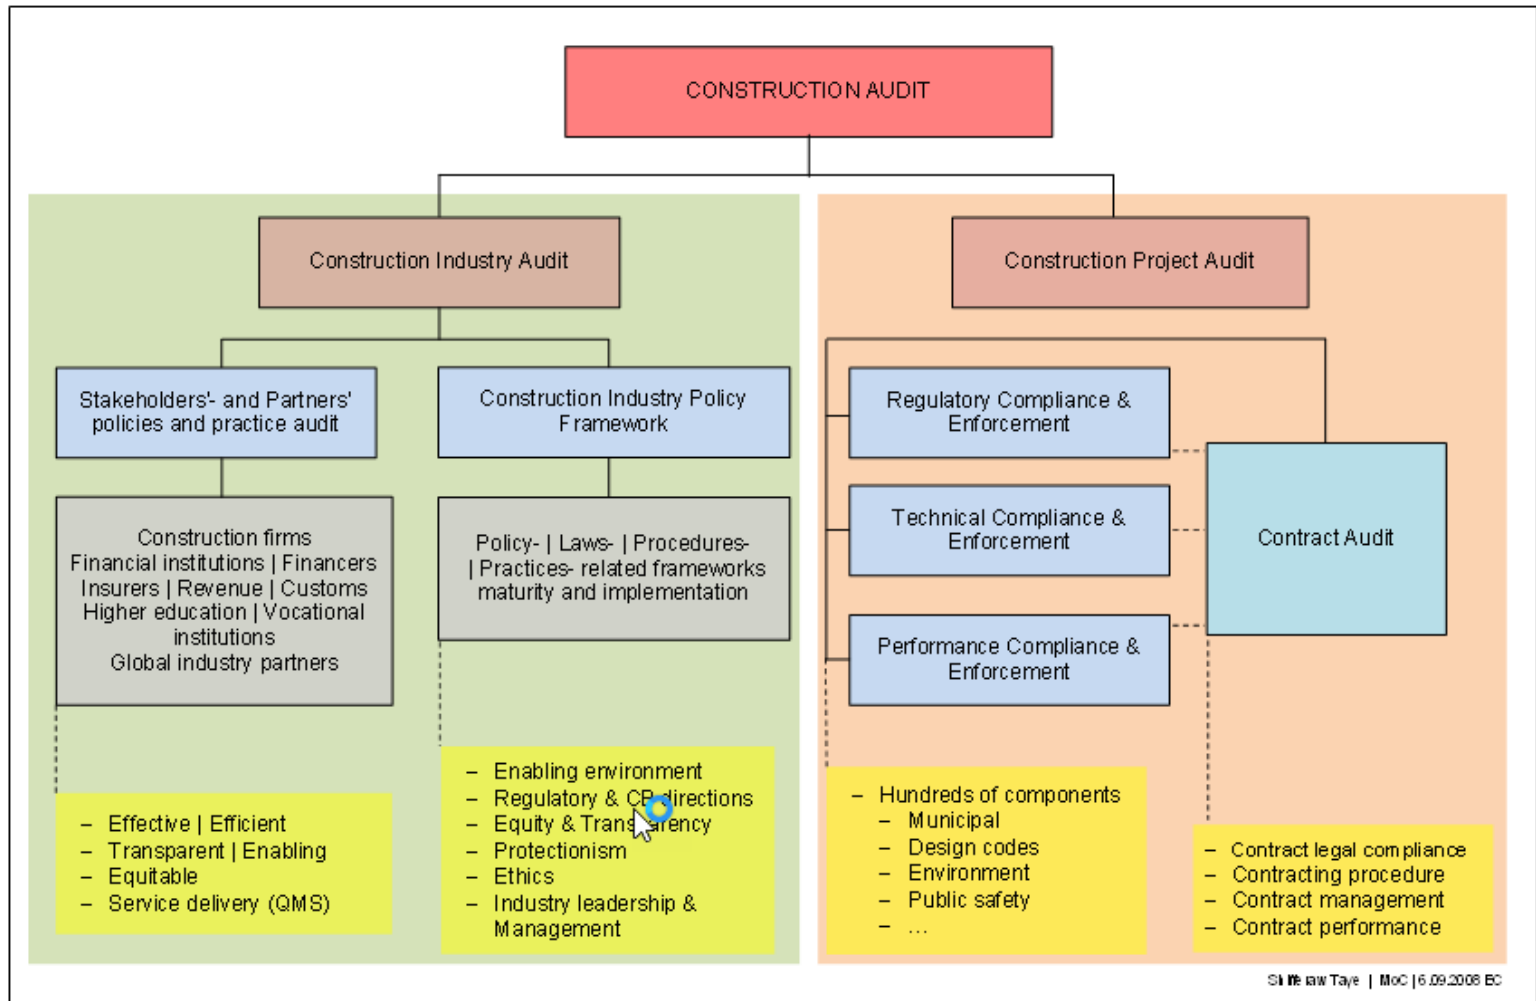 CONSTRUCTION AUDIT
Construction Industry Audit
Construction Project Audit
Stakeholders'- and Partners'
policies and practice audit
Construction Industry Policy
Framework
Construction firms
Financial institutions | Financers
Insurers | Revenue | Customs
Higher education | Vocational
institutions
Global industry partners
Policy- | Laws- | Procedures-
| Practices- related frameworks
maturity and implementation
– Effective | Efficient
– Transparent | Enabling
– Equitable
– Service delivery (QMS)
– Enabling environment
– Regulatory & directions
– Equity &
– Protectionism
– Ethics
– Industry leadership &
Management
Regulatory Compliance &
Enforcement
Technical Compliance &
Enforcement
Performance Compliance &
Enforcement
Contract Audit
– Hundreds of components
– Municipal
– Design codes
– Environment
– Public safety
– ...
– Contract legal compliance
– Contracting procedure
– Contract management
– Contract performance
Taye | MoC | 6.09.2008 EC